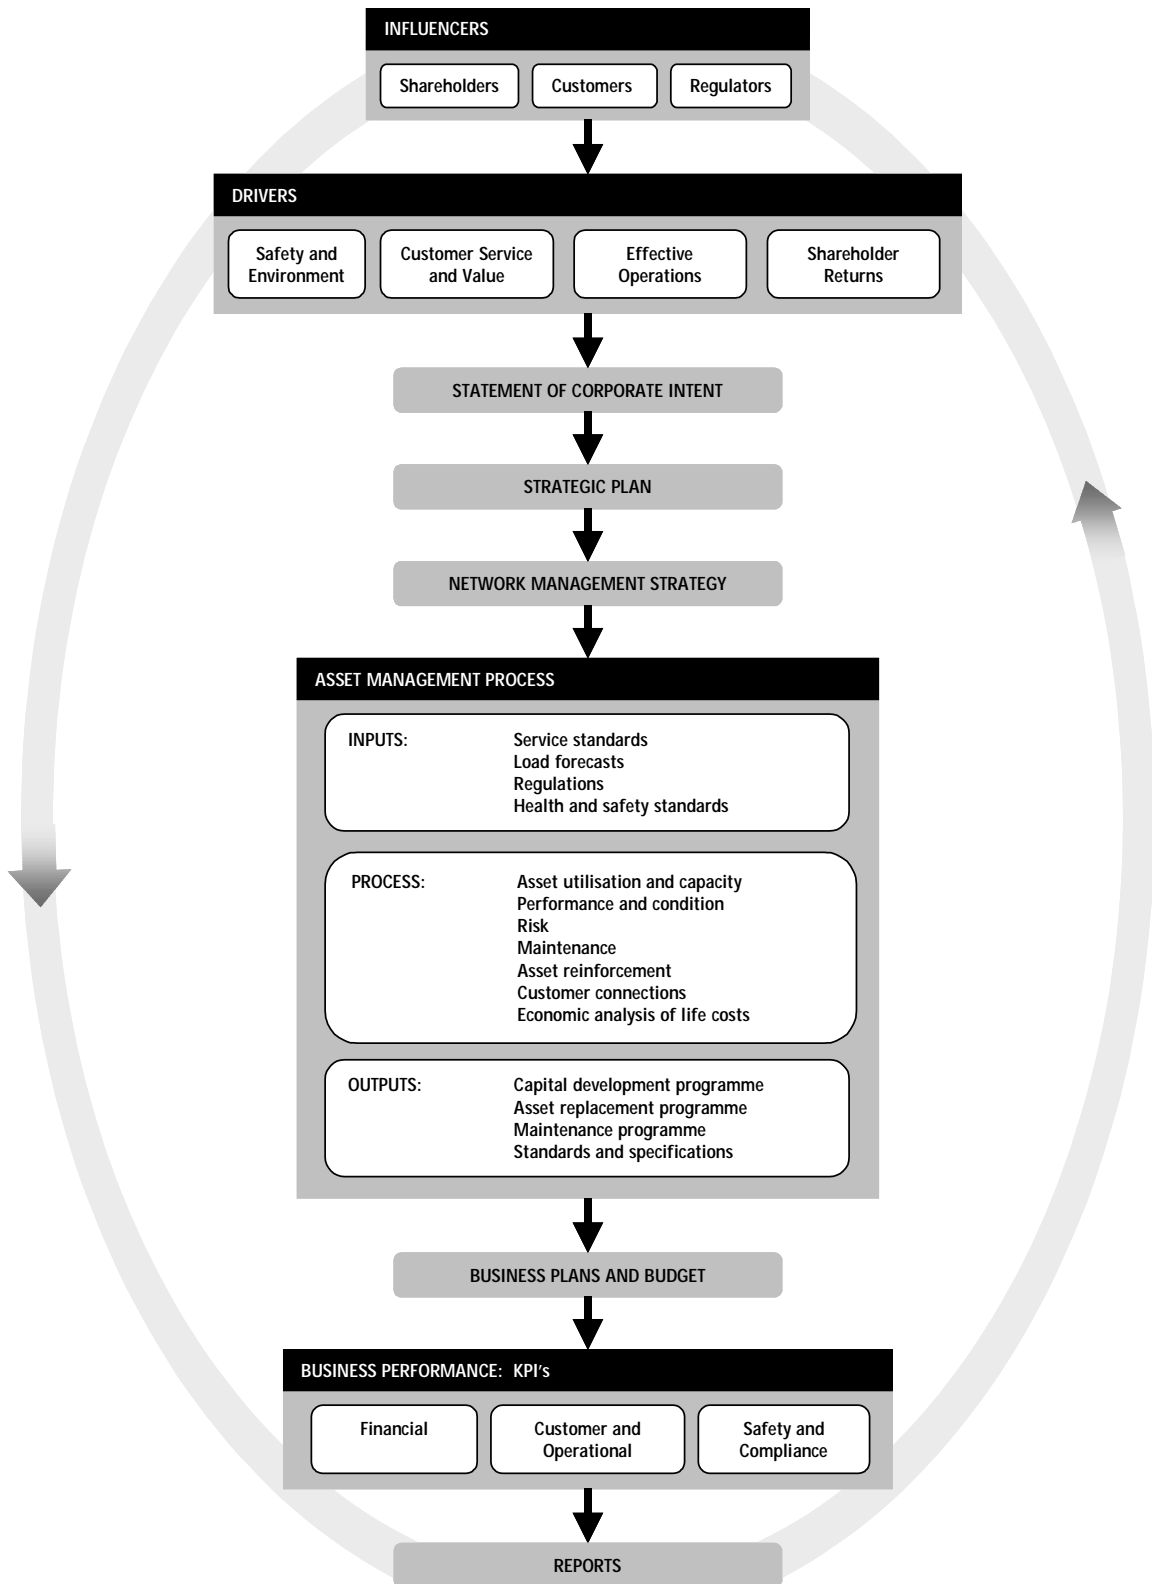 INFLUENCERS
Shareholders
Customers
Regulators
DRIVERS
Safety and
Environment
Customer Service
and Value
Effective
Operations
Shareholder
Returns
STATEMENT OF CORPORATE INTENT
STRATEGIC PLAN
NETWORK MANAGEMENT STRATEGY
ASSET MANAGEMENT PROCESS
INPUTS: Service standards
Load forecasts
Regulations
Health and safety standards
PROCESS: Asset utilisation and capacity
Performance and condition
Risk
Maintenance
Asset reinforcement
Customer connections
Economic analysis of life costs
OUTPUTS: Capital development programme
Asset replacement programme
Maintenance programme
Standards and specifications
BUSINESS PLANS AND BUDGET
BUSINESS PERFORMANCE: KPI's
Financial
Customer and
Operational
Safety and
Compliance
REPORTS